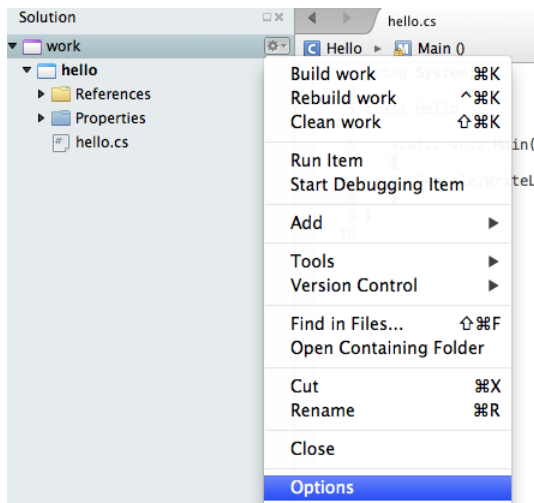 Solution
hello.cs
work
Hello
Main ()
hello
References
Properties
hello.cs
Build work ⌘K
Rebuild work ^⌘K
Clean work ⇧⌘K
Run Item
Start Debugging Item
Add
Tools
Version Control
Find in Files... ⇧⌘F
Open Containing Folder
Cut ⌘X
Rename ⌘R
Close
Options